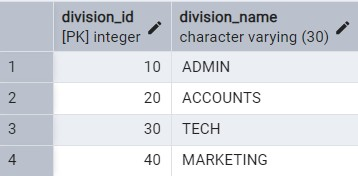 division_id division_name
[PK] integer character varying (30)
1 10 ADMIN
2 20 ACCOUNTS
3 30 TECH
4 40 MARKETING